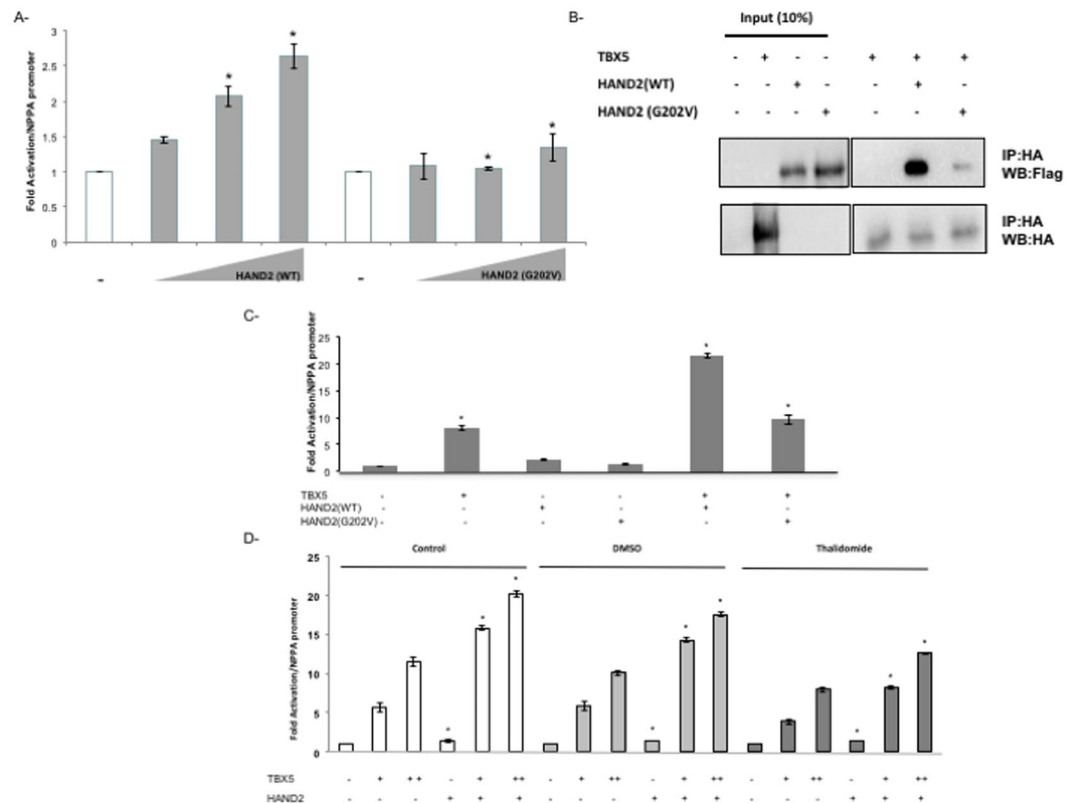 A-
Fold Activation/NPPA promoter
3
2.5
2
1.5
1
0.5
0
*
*
*
*
-
HAND2 (WT)
-
HAND2 (G202V)
B-
Input (10%)
TBX5 - + - - + + +
HAND2(WT) - - + - - + -
HAND2 (G202V) - - - + - - +
IP:HA
WB:Flag
IP:HA
WB:HA
C-
Fold Activation/NPPA promoter
25
20
15
10
5
0
*
*
*
TBX5 - + - - + +
HAND2(WT) - - + - + -
HAND2(G202V) - - - + - +
D-
Control DMSO Thalidomide
Fold Activation/NPPA promoter
25
20
15
10
5
0
* * *
* * *
* * *
TBX5 - + ++ - + ++ - + ++ - + ++ - + ++ - + ++
HAND2 - - - + + + - - - + + + - - - + + +